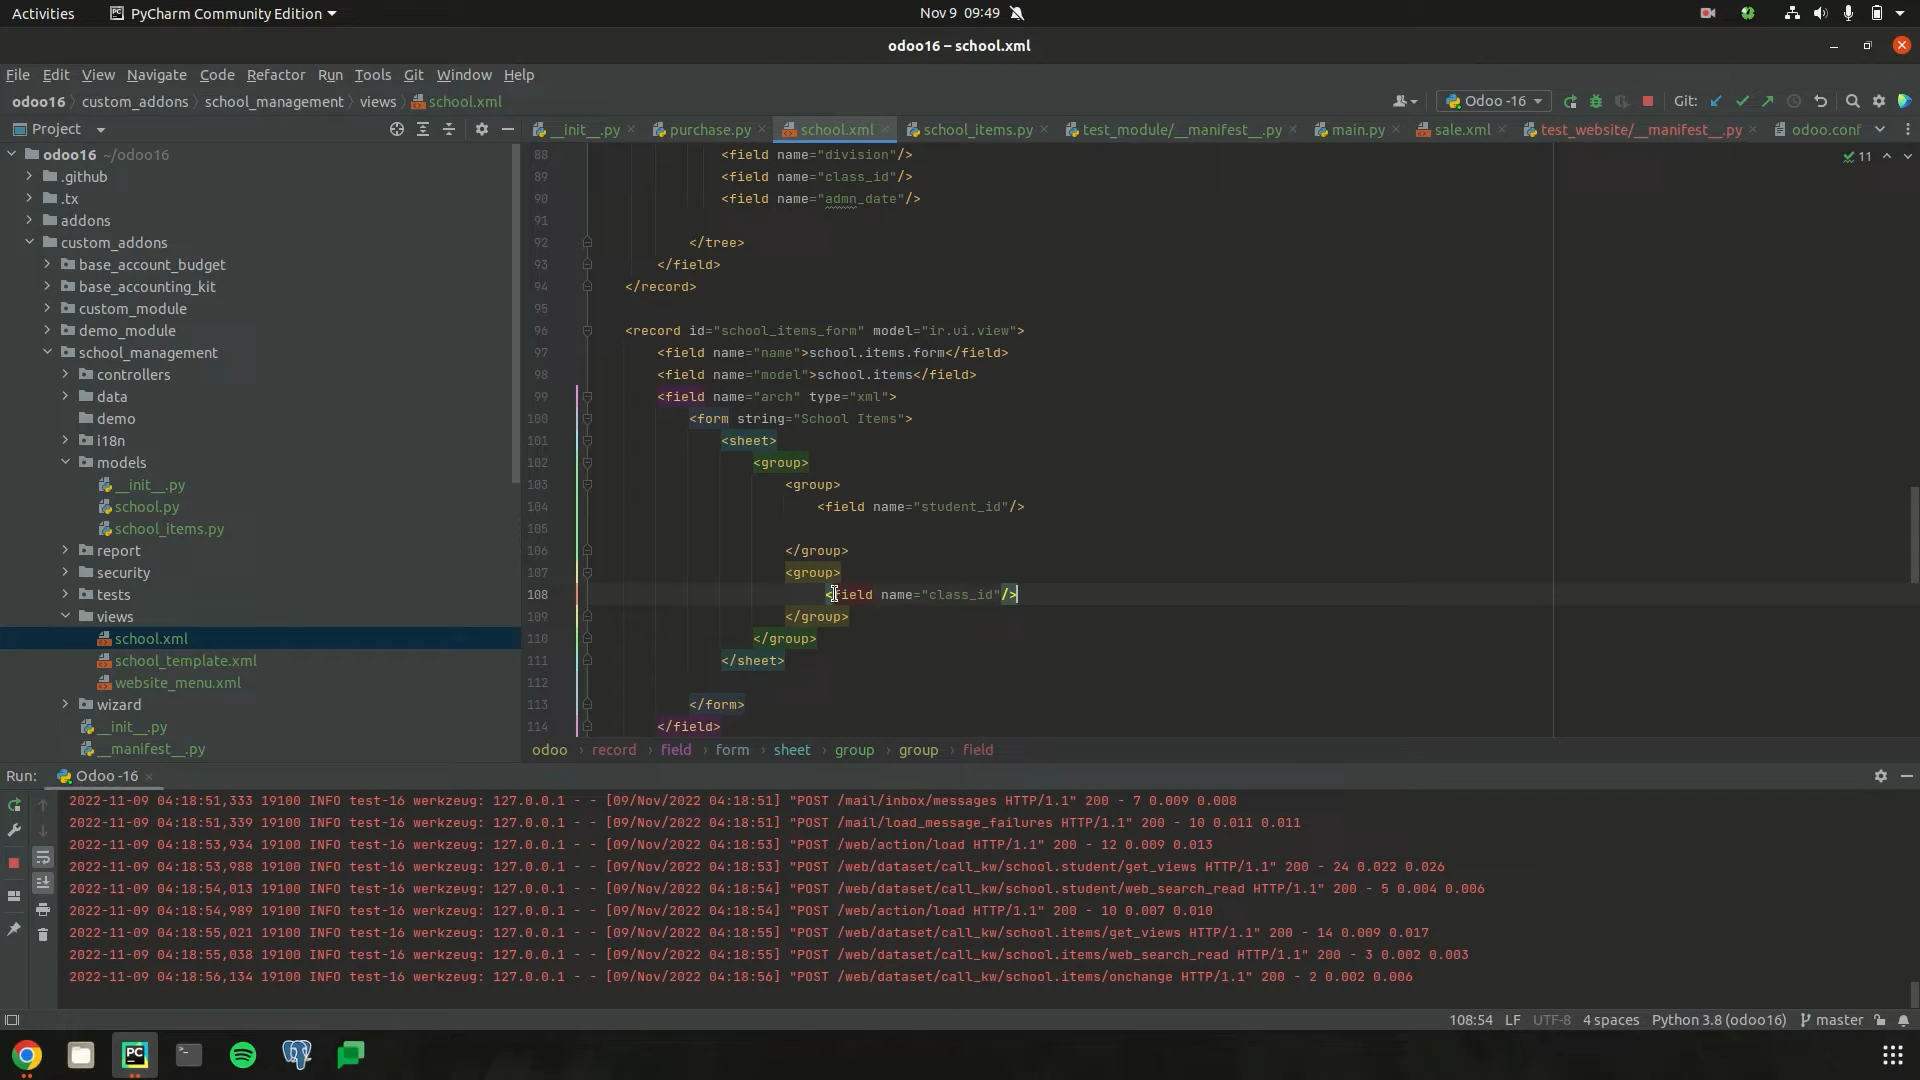 Activities PyCharm Community Edition Nov 9 09:49
odoo16 – school.xml
File Edit View Navigate Code Refactor Run Tools Git Window Help
odoo16 custom_addons school_management views school.xml Odoo -16 Git:
Project __init__.py purchase.py school.xml school_items.py test_module/__manifest__.py main.py sale.xml test_website/__manifest__.py odoo.conf
odoo16 ~/odoo16
.github
.tx
addons
custom_addons
base_account_budget
base_accounting_kit
custom_module
demo_module
school_management
controllers
data
demo
i18n
models
__init__.py
school.py
school_items.py
report
security
tests
views
school.xml
school_template.xml
website_menu.xml
wizard
__init__.py
__manifest__.py
11
88 <field name="division"/>
89 <field name="class_id"/>
90 <field name="admn_date"/>
91
92 </tree>
93 </field>
94 </record>
95
96 <record id="school_items_form" model="ir.ui.view">
97 <field name="name">school.items.form</field>
98 <field name="model">school.items</field>
99 <field name="arch" type="xml">
100 <form string="School Items">
101 <sheet>
102 <group>
103 <group>
104 <field name="student_id"/>
105
106 </group>
107 <group>
108 <field name="class_id"/>
109 </group>
110 </group>
111 </sheet>
112
113 </form>
114 </field>
odoo record field form sheet group group field
Run: Odoo -16
2022-11-09 04:18:51,333 19100 INFO test-16 werkzeug: 127.0.0.1 - - [09/Nov/2022 04:18:51] "POST /mail/inbox/messages HTTP/1.1" 200 - 7 0.009 0.008
2022-11-09 04:18:51,339 19100 INFO test-16 werkzeug: 127.0.0.1 - - [09/Nov/2022 04:18:51] "POST /mail/load_message_failures HTTP/1.1" 200 - 10 0.011 0.011
2022-11-09 04:18:53,934 19100 INFO test-16 werkzeug: 127.0.0.1 - - [09/Nov/2022 04:18:53] "POST /web/action/load HTTP/1.1" 200 - 12 0.009 0.013
2022-11-09 04:18:53,988 19100 INFO test-16 werkzeug: 127.0.0.1 - - [09/Nov/2022 04:18:53] "POST /web/dataset/call_kw/school.student/get_views HTTP/1.1" 200 - 24 0.022 0.026
2022-11-09 04:18:54,013 19100 INFO test-16 werkzeug: 127.0.0.1 - - [09/Nov/2022 04:18:54] "POST /web/dataset/call_kw/school.student/web_search_read HTTP/1.1" 200 - 5 0.004 0.006
2022-11-09 04:18:54,989 19100 INFO test-16 werkzeug: 127.0.0.1 - - [09/Nov/2022 04:18:54] "POST /web/action/load HTTP/1.1" 200 - 10 0.007 0.010
2022-11-09 04:18:55,021 19100 INFO test-16 werkzeug: 127.0.0.1 - - [09/Nov/2022 04:18:55] "POST /web/dataset/call_kw/school.items/get_views HTTP/1.1" 200 - 14 0.009 0.017
2022-11-09 04:18:55,038 19100 INFO test-16 werkzeug: 127.0.0.1 - - [09/Nov/2022 04:18:55] "POST /web/dataset/call_kw/school.items/web_search_read HTTP/1.1" 200 - 3 0.002 0.003
2022-11-09 04:18:56,134 19100 INFO test-16 werkzeug: 127.0.0.1 - - [09/Nov/2022 04:18:56] "POST /web/dataset/call_kw/school.items/onchange HTTP/1.1" 200 - 2 0.002 0.006
108:54 LF UTF-8 4 spaces Python 3.8 (odoo16) master